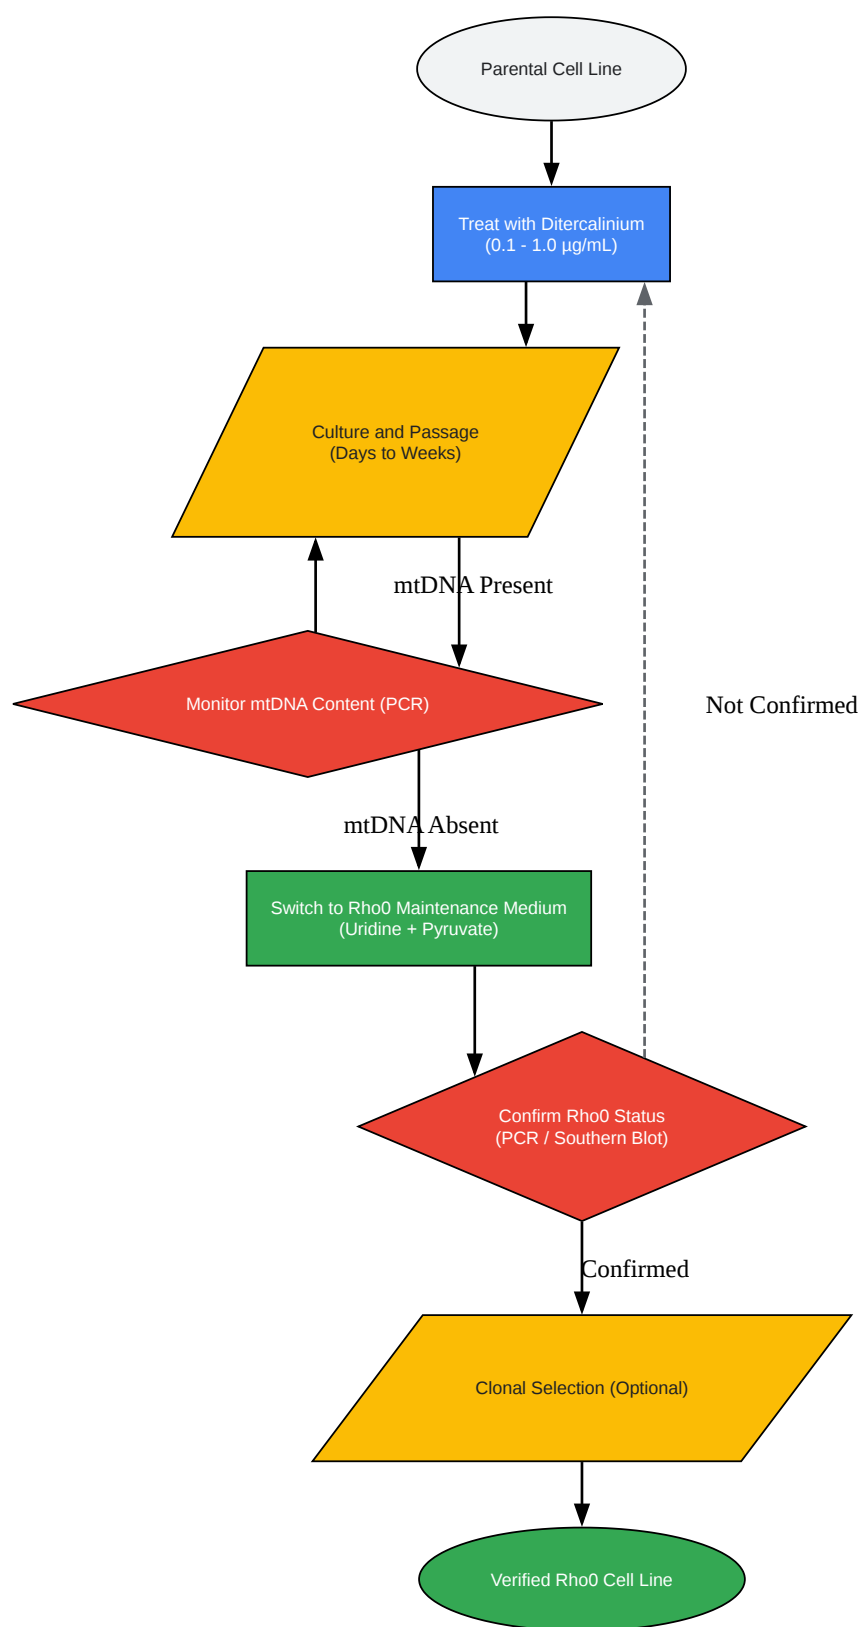 Parental Cell Line
Treat with Ditercalinium
(0.1 - 1.0 µg/mL)
Culture and Passage
(Days to Weeks)
mtDNA Present
Monitor mtDNA Content (PCR)
Not Confirmed
mtDNA Absent
Switch to Rho0 Maintenance Medium
(Uridine + Pyruvate)
Confirm Rho0 Status
(PCR / Southern Blot)
Confirmed
Clonal Selection (Optional)
Verified Rho0 Cell Line